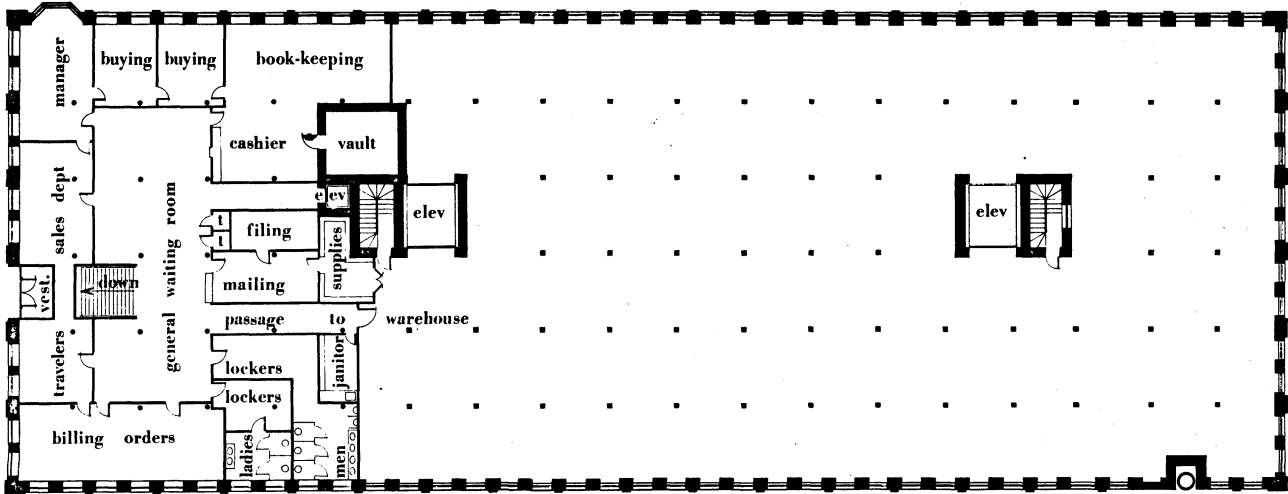 manager
buying
buying
book-keeping
cashier
vault
sales dept
general waiting room
e ev
elev
elev
t
t
filing
supplies
vest.
down
mailing
passage to warehouse
travelers
lockers
lockers
janitor
billing orders
ladies
men